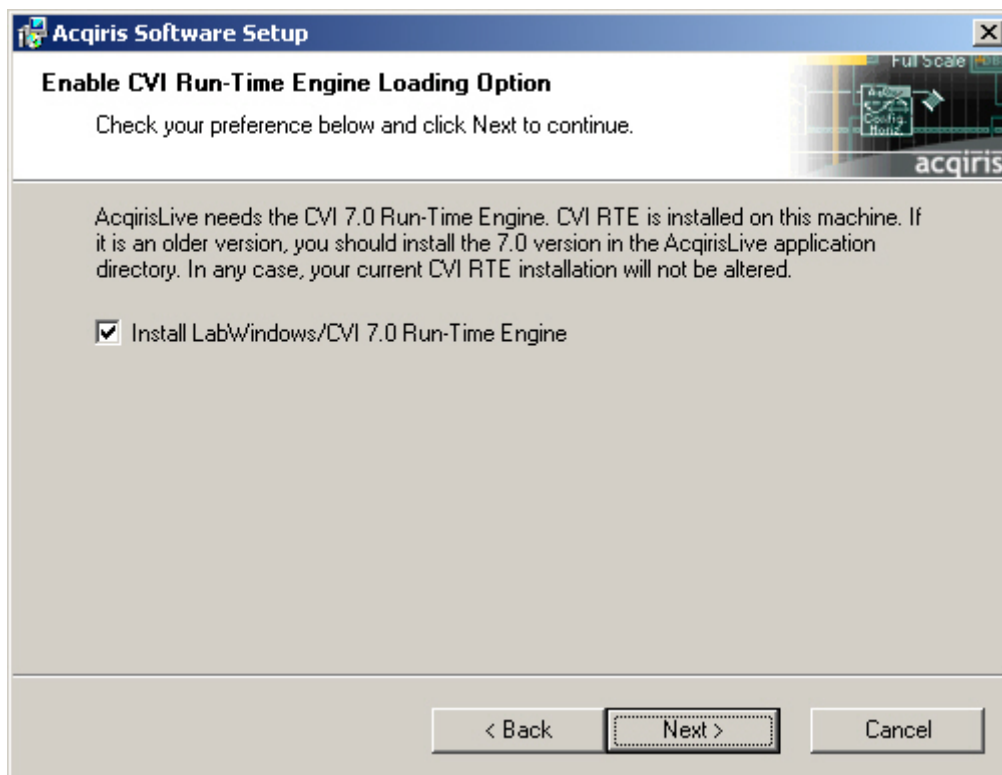 Acqiris Software Setup
Enable CVI Run-Time Engine Loading Option
Check your preference below and click Next to continue.
Full Scale
Config.
Horiz.
acqiris
AcqirisLive needs the CVI 7.0 Run-Time Engine. CVI RTE is installed on this machine. If
it is an older version, you should install the 7.0 version in the AcqirisLive application
directory. In any case, your current CVI RTE installation will not be altered.
Install LabWindows/CVI 7.0 Run-Time Engine
< Back
Next >
Cancel